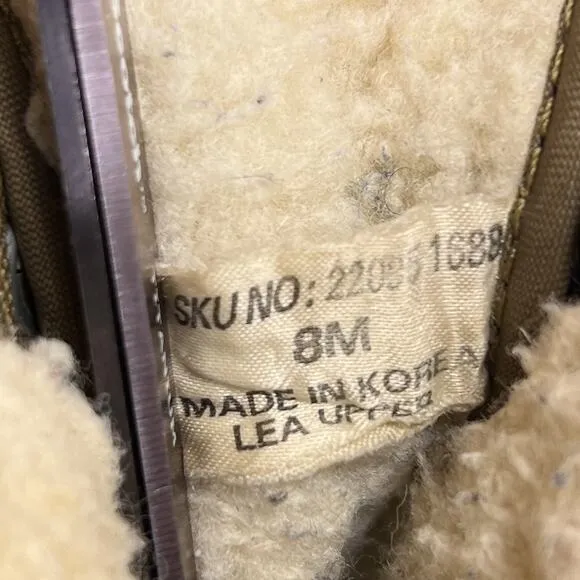 SKU NO:
8M
MADE IN KOREA
LEA UPPER